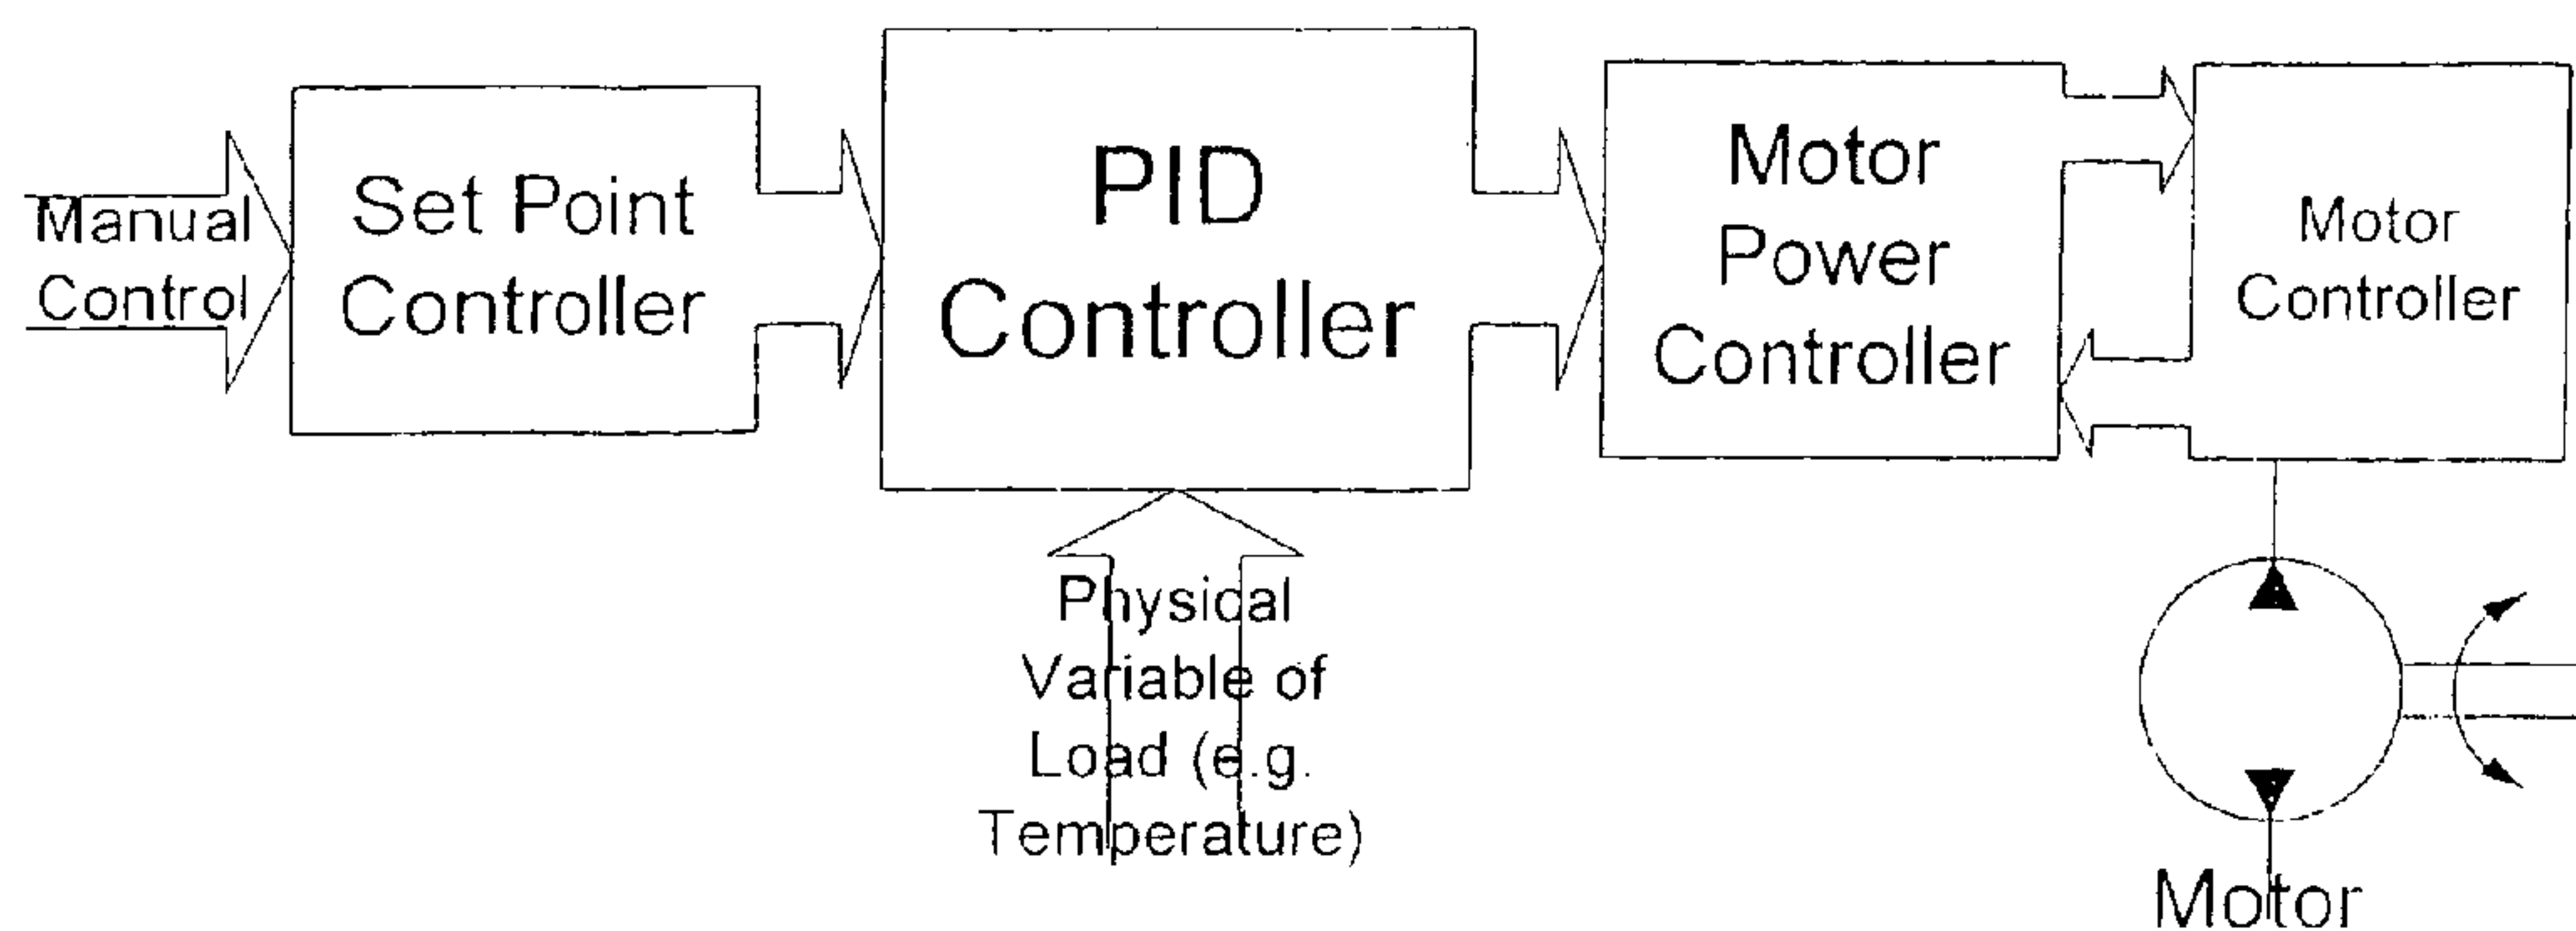 Manual
Control
Set Point
Controller
PID
Controller
Physical
Variable of
Load (e.g.
Temperature)
Motor
Power
Controller
Motor
Controller
Motor